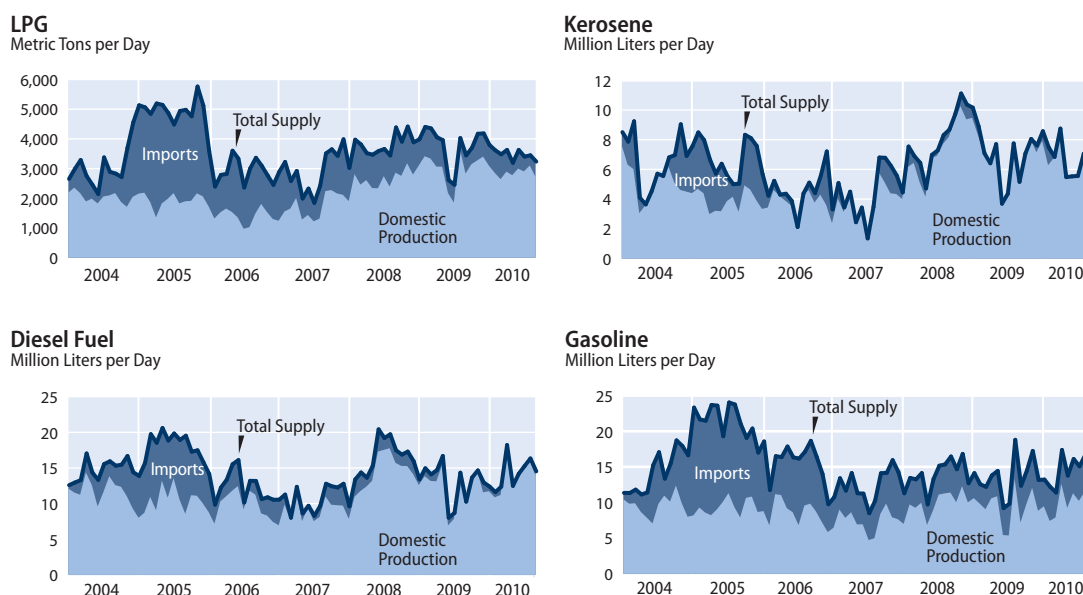 LPG
Metric Tons per Day
6,000
5,000
4,000
3,000
2,000
1,000
0
Total Supply
Imports
Domestic
Production
2004 2005 2006 2007 2008 2009 2010
Kerosene
Million Liters per Day
12
10
8
6
4
2
0
Total Supply
Imports
Domestic
Production
2004 2005 2006 2007 2008 2009 2010
Diesel Fuel
Million Liters per Day
25
20
15
10
5
0
Total Supply
Imports
Domestic
Production
2004 2005 2006 2007 2008 2009 2010
Gasoline
Million Liters per Day
25
20
15
10
5
0
Total Supply
Imports
Domestic
Production
2004 2005 2006 2007 2008 2009 2010